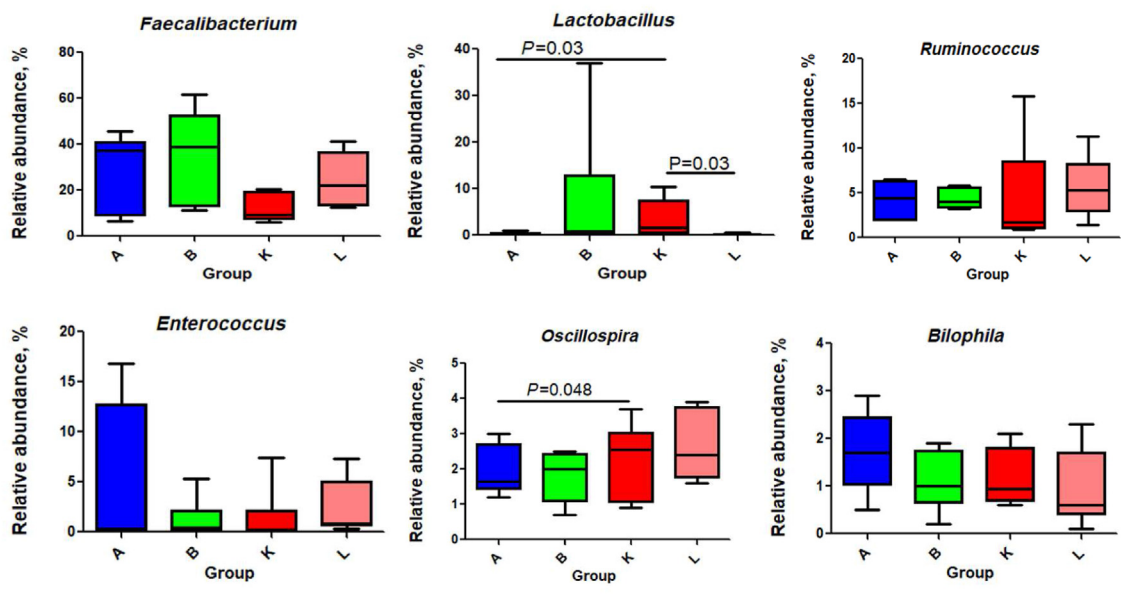 Faecalibacterium
Relative abundance, %
80
60
40
20
0
A B K L
Group
Lactobacillus
Relative abundance, %
40
30
20
10
0
P=0.03
P=0.03
A B K L
Group
Ruminococcus
Relative abundance, %
20
15
10
5
0
A B K L
Group
Enterococcus
Relative abundance, %
20
15
10
5
0
A B K L
Group
Oscillospira
Relative abundance, %
5
4
3
2
1
0
P=0.048
A B K L
Group
Bilophila
Relative abundance, %
4
3
2
1
0
A B K L
Group